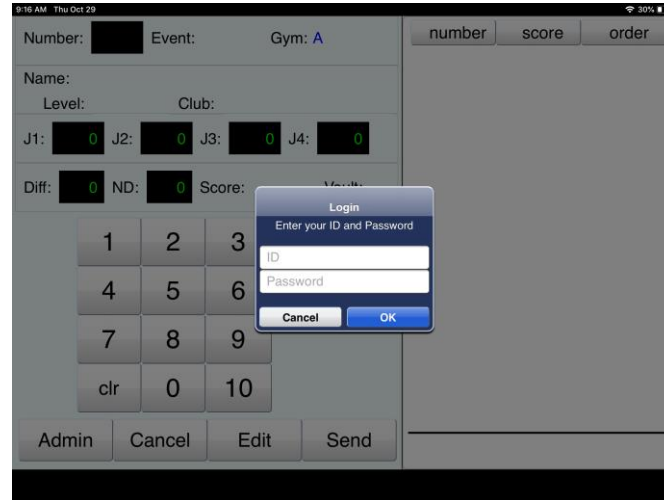 9:16 AM Thu Oct 29 30%
Number: Event: Gym: A
number score order
Name:
Level: Club:
J1: 0 J2: 0 J3: 0 J4: 0
Diff: 0 ND: 0 Score: Vault:
Login
Enter your ID and Password
ID
Password
Cancel OK
1 2 3
4 5 6
7 8 9
clr 0 10
Admin Cancel Edit Send